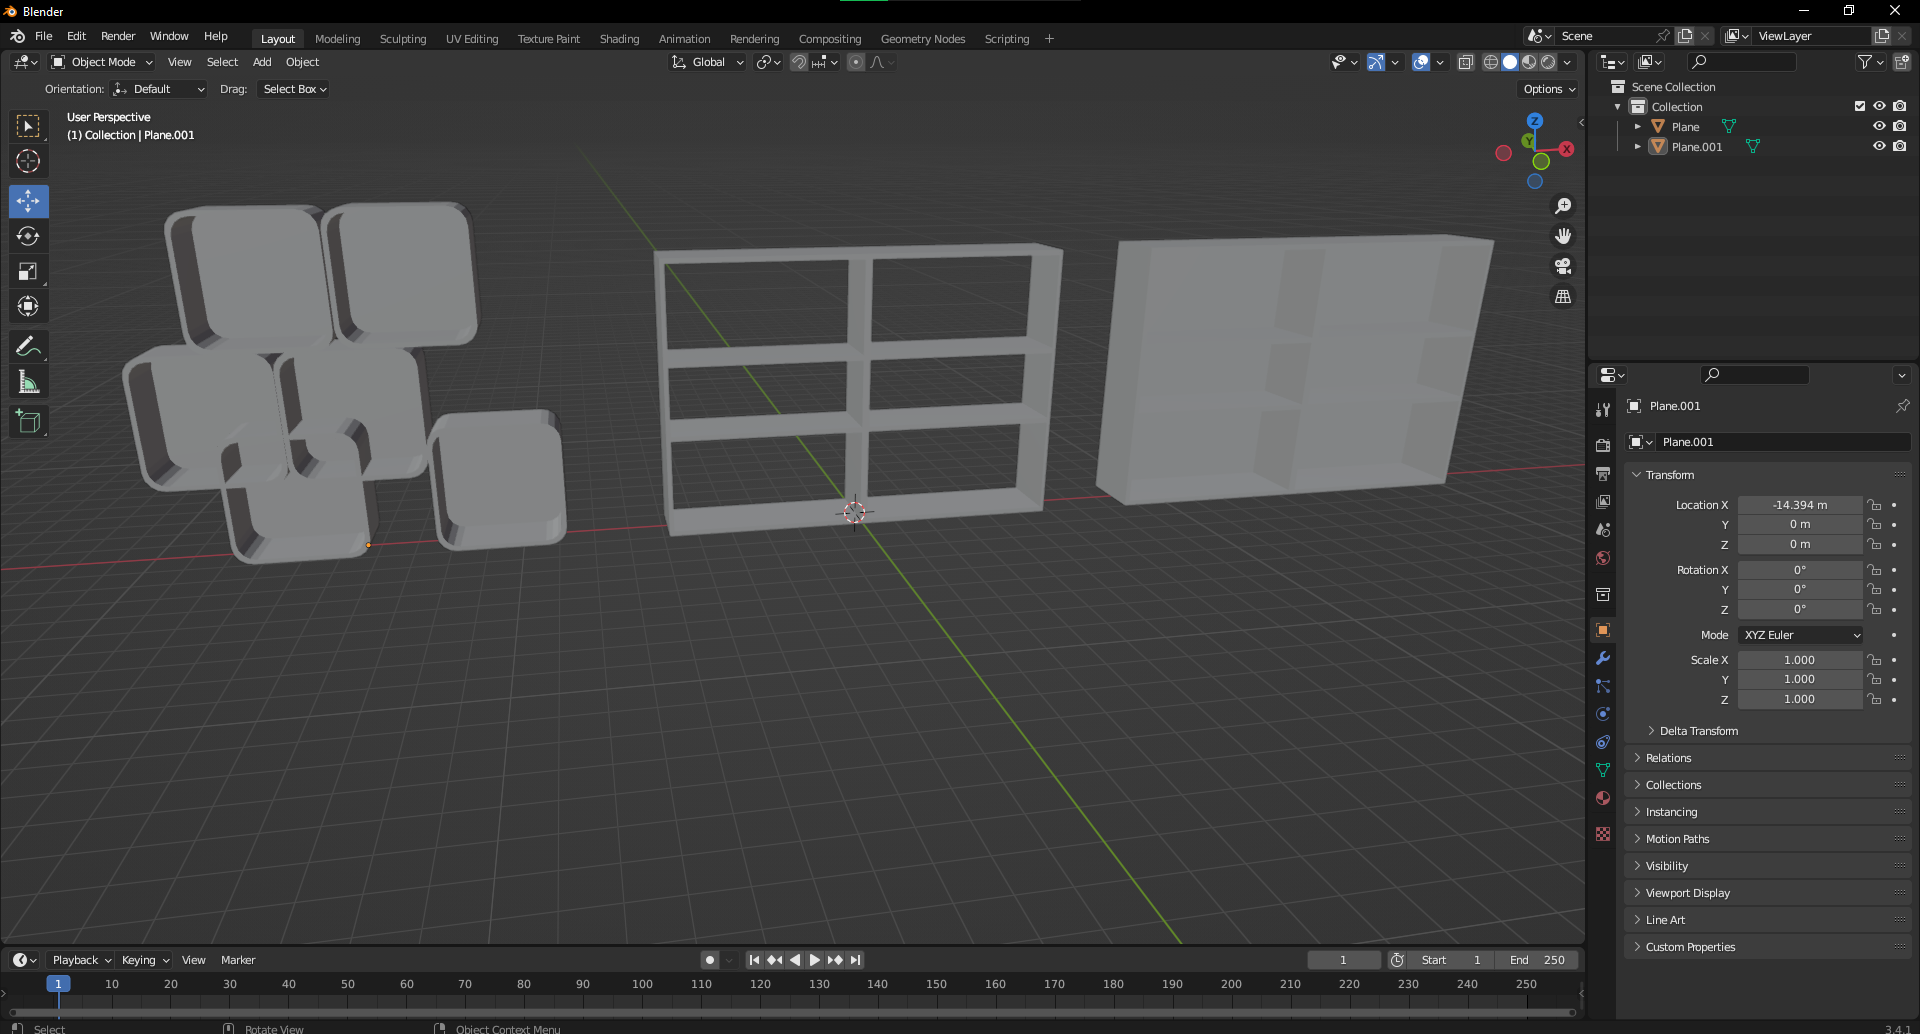 Blender
File Edit Render Window Help Layout Modeling Sculpting UV Editing Texture Paint Shading Animation Rendering Compositing Geometry Nodes Scripting + Scene ViewLayer
Object Mode View Select Add Object Global
Orientation: Default Drag: Select Box Options
User Perspective
(1) Collection | Plane.001
Z
Y
X
Scene Collection
Collection
Plane
Plane.001
Plane.001
Plane.001
Transform
Location X -14.394 m
Y 0 m
Z 0 m
Rotation X 0°
Y 0°
Z 0°
Mode XYZ Euler
Scale X 1.000
Y 1.000
Z 1.000
Delta Transform
Relations
Collections
Instancing
Motion Paths
Visibility
Viewport Display
Line Art
Custom Properties
Playback Keying View Marker 1 Start 1 End 250
1 10 20 30 40 50 60 70 80 90 100 110 120 130 140 150 160 170 180 190 200 210 220 230 240 250
Select Rotate View Object Context Menu 3.4.1